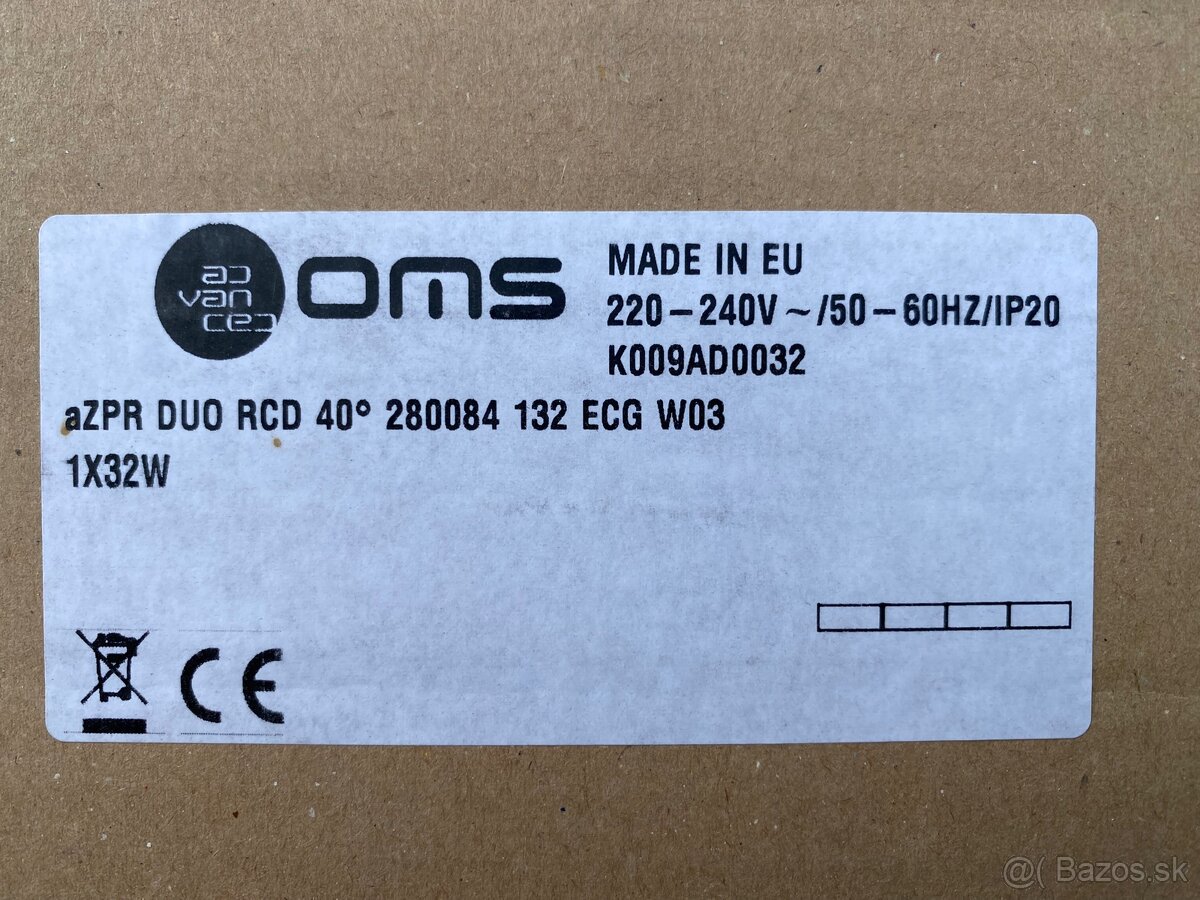 ad
van
ced
oms
MADE IN EU
220-240V~/50-60HZ/IP20
K009AD0032
aZPR DUO RCD 40° 280084 132 ECG W03
1X32W
CE
@( Bazos.sk